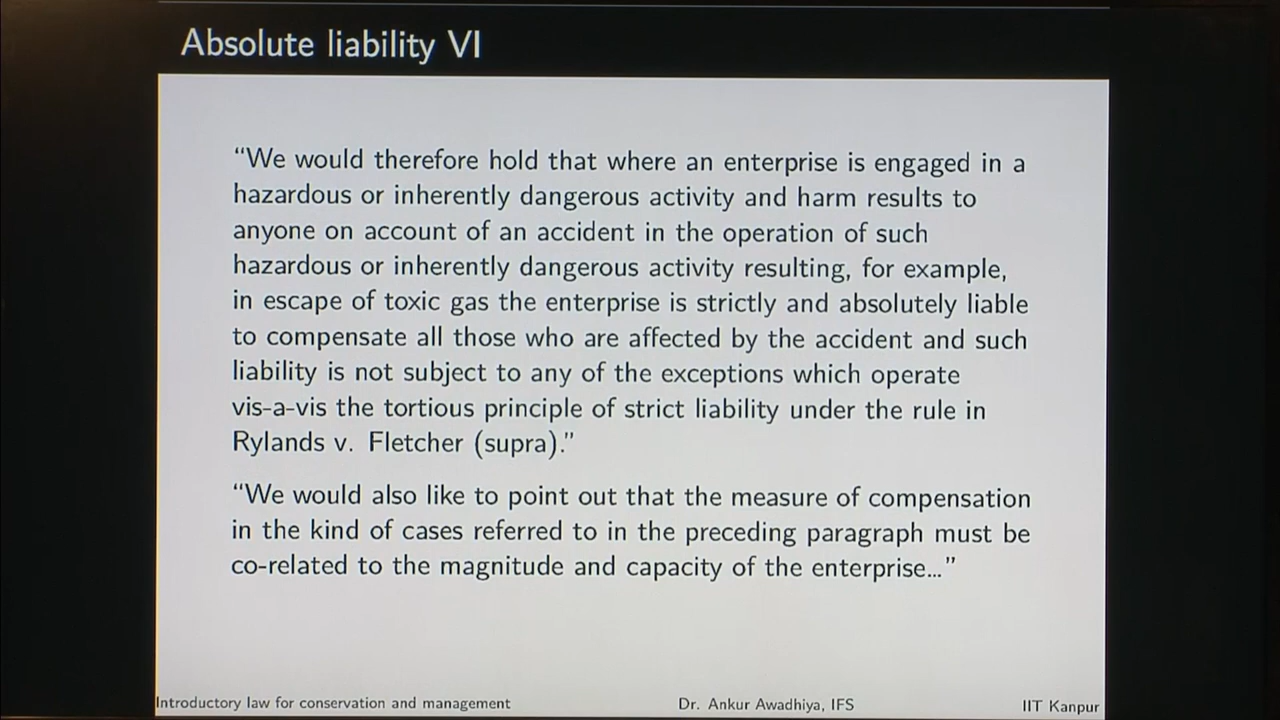 Absolute liability VI
“We would therefore hold that where an enterprise is engaged in a
hazardous or inherently dangerous activity and harm results to
anyone on account of an accident in the operation of such
hazardous or inherently dangerous activity resulting, for example,
in escape of toxic gas the enterprise is strictly and absolutely liable
to compensate all those who are affected by the accident and such
liability is not subject to any of the exceptions which operate
vis-a-vis the tortious principle of strict liability under the rule in
Rylands v. Fletcher (supra).”
“We would also like to point out that the measure of compensation
in the kind of cases referred to in the preceding paragraph must be
co-related to the magnitude and capacity of the enterprise...”
Introductory law for conservation and management Dr. Ankur Awadhiya, IFS IIT Kanpur